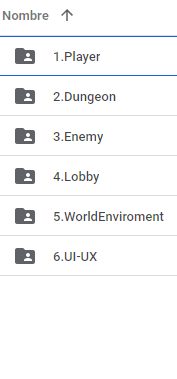 Nombre
1.Player
2.Dungeon
3.Enemy
4.Lobby
5.WorldEnviroment
6.UI-UX